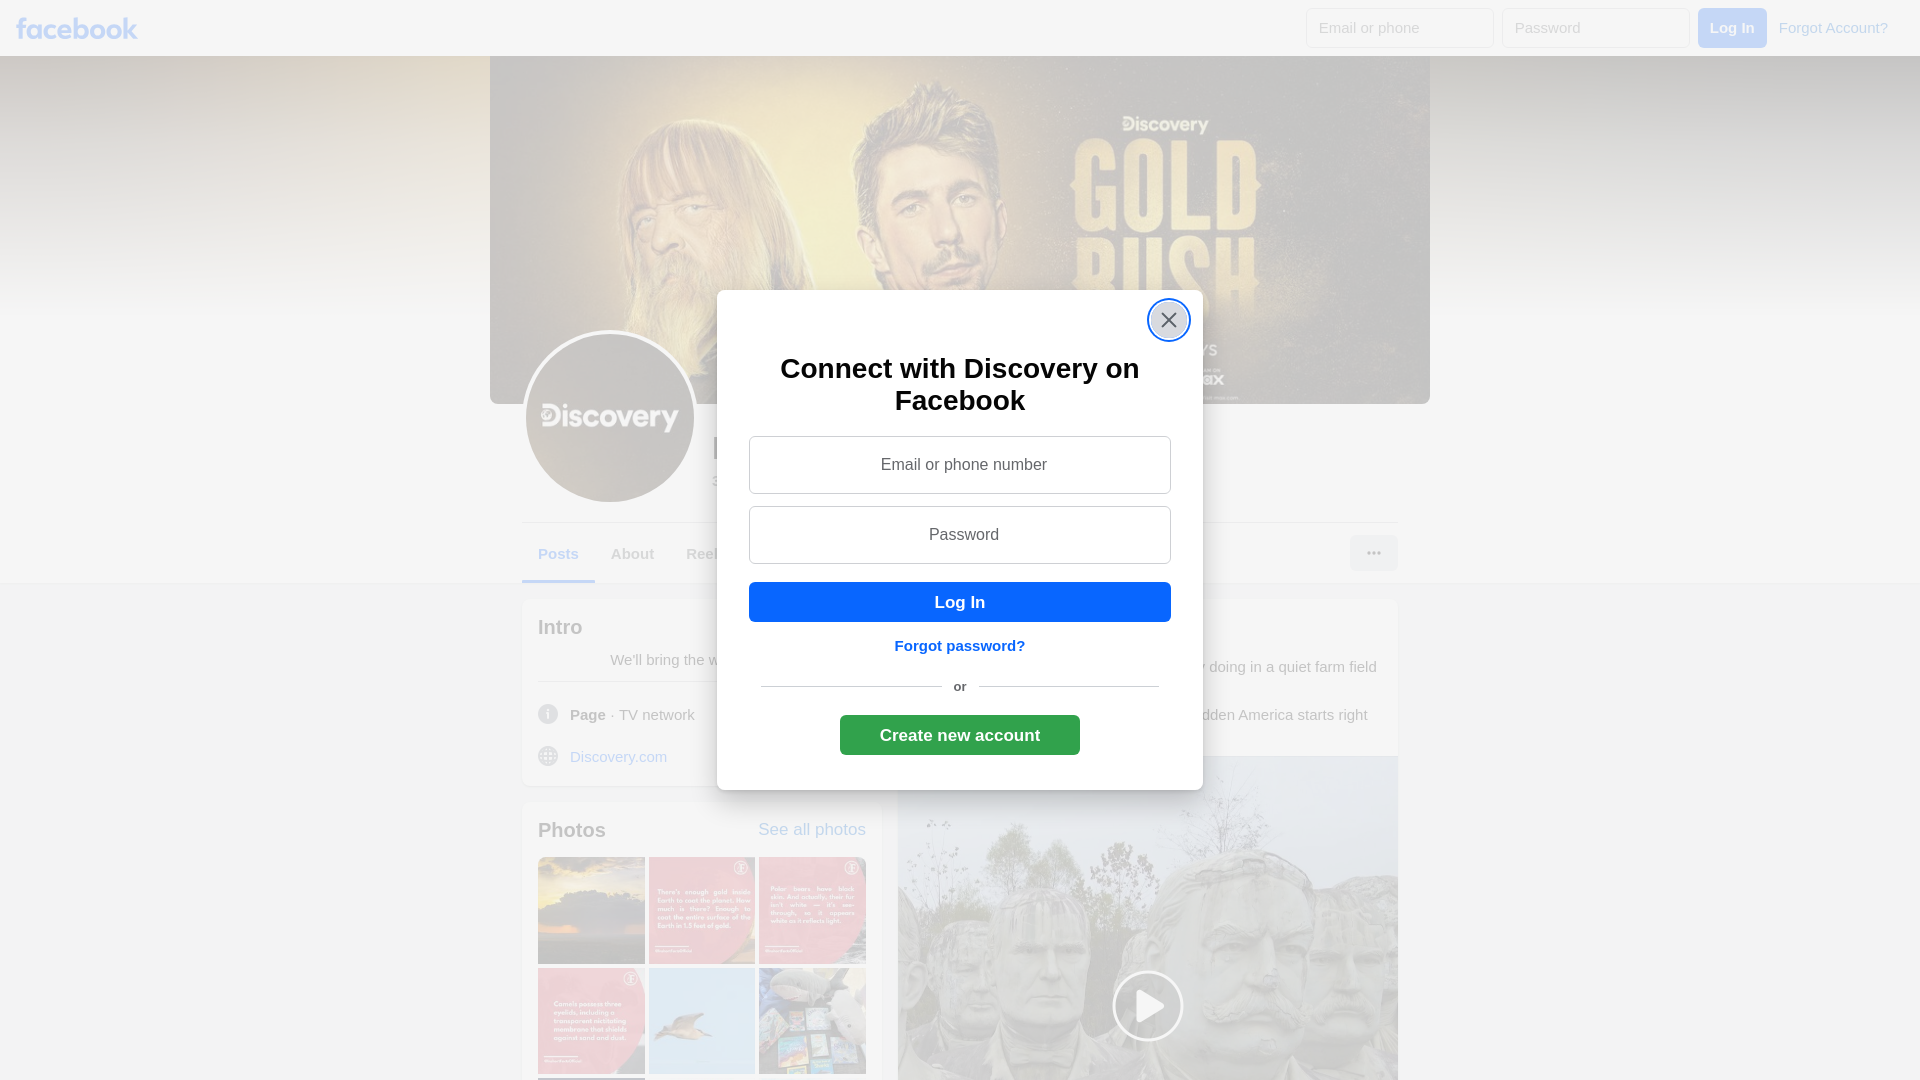 facebook
Email or phone
Password
Log In
Forgot Account?
Discovery
GOLD
RUSH
Discovery
Connect with Discovery on
Facebook
Email or phone number
Password
Log In
Forgot password?
or
Create new account
Posts
About
Intro
We'll bring the
Page · TV network
Discovery.com
doing in a quiet farm field
America starts right
Photos
See all photos
There's enough gold inside
Earth to coat the planet. How
much is there? Enough to
coat the entire surface of the
Earth in 1.5 feet of gold.
Polar bears have black
skin. And actually, their fur
isn't white — it's see-
through, so it appears
white as it reflects light.
Camels possess three
eyelids, including a
transparent nictitating
membrane that shields
against sand and dust.